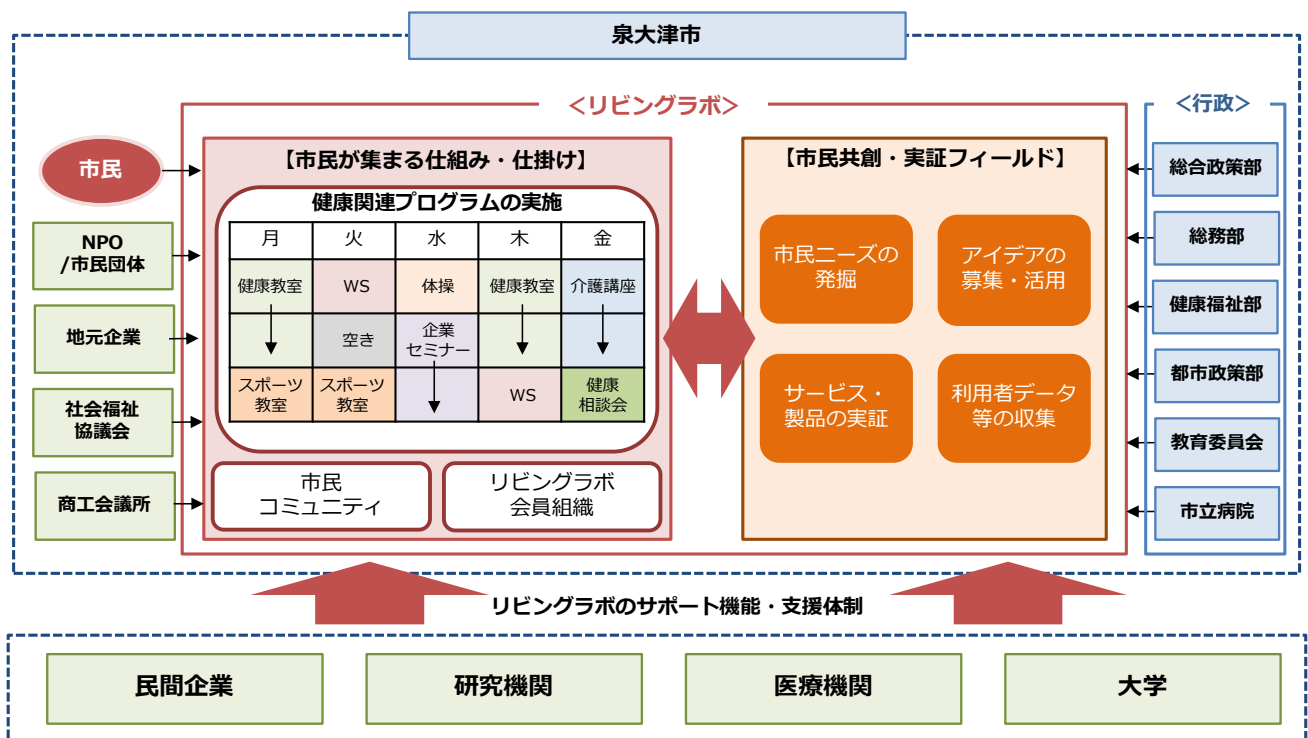 泉大津市
＜リビングラボ＞
＜行政＞
市民
NPO
/市民団体
地元企業
社会福祉
協議会
商工会議所
【市民が集まる仕組み・仕掛け】
健康関連プログラムの実施
月 火 水 木 金
健康教室 WS 体操 健康教室 介護講座
空き 企業
セミナー
スポーツ
教室
スポーツ
教室
WS
健康
相談会
市民
コミュニティ
リビングラボ
会員組織
【市民共創・実証フィールド】
市民ニーズの
発掘
アイデアの
募集・活用
サービス・
製品の実証
利用者データ
等の収集
総合政策部
総務部
健康福祉部
都市政策部
教育委員会
市立病院
リビングラボのサポート機能・支援体制
民間企業
研究機関
医療機関
大学